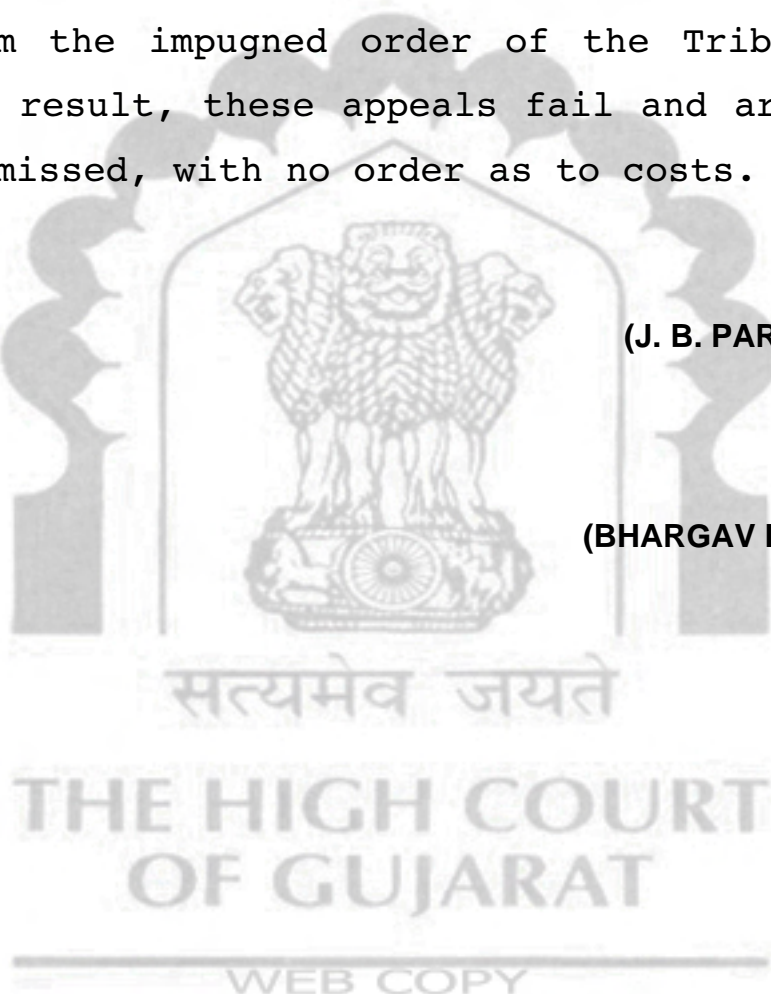 m the impugned order of the Trib
result, these appeals fail and ar
missed, with no order as to costs.
(J. B. PAR
(BHARGAV
सत्यमेव जयते
THE HIGH COURT
OF GUJARAT
WEB COPY